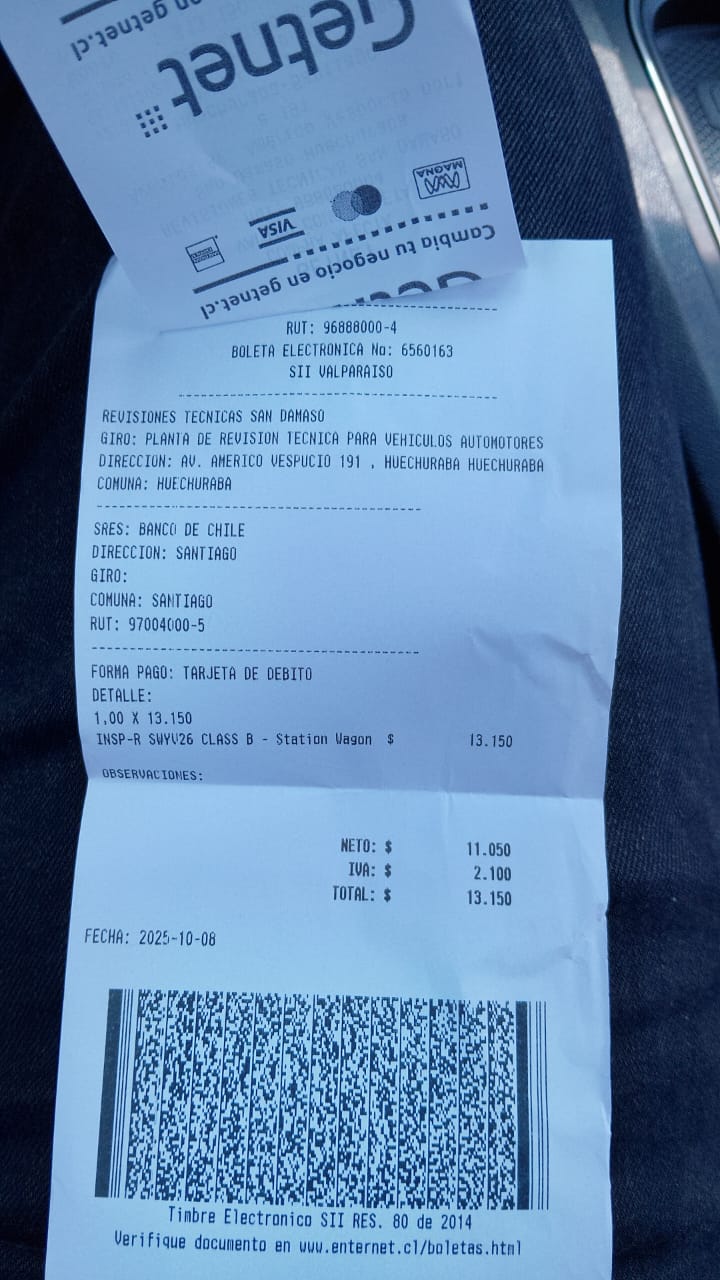 en getnet.cl
Getnet
MAGNA
VISA
Cambia tu negocio en getnet.cl
RUT: 96888000-4
BOLETA ELECTRONICA No: 6560163
SII VALPARAISO
REVISIONES TECNICAS SAN DAMASO
GIRO: PLANTA DE REVISION TECNICA PARA VEHICULOS AUTOMOTORES
DIRECCION: AV. AMERICO VESPUCIO 191 , HUECHURABA HUECHURABA
COMUNA: HUECHURABA
SRES: BANCO DE CHILE
DIRECCION: SANTIAGO
GIRO:
COMUNA: SANTIAGO
RUT: 97004000-5
FORMA PAGO: TARJETA DE DEBITO
DETALLE:
1,00 X 13.150
INSP-R SWYV26 CLASS B - Station Wagon $ 13.150
OBSERVACIONES:
NETO: $ 11.050
IVA: $ 2.100
TOTAL: $ 13.150
FECHA: 2025-10-08
Timbre Electronico SII RES. 80 de 2014
Verifique documento en www.enternet.cl/boletas.html